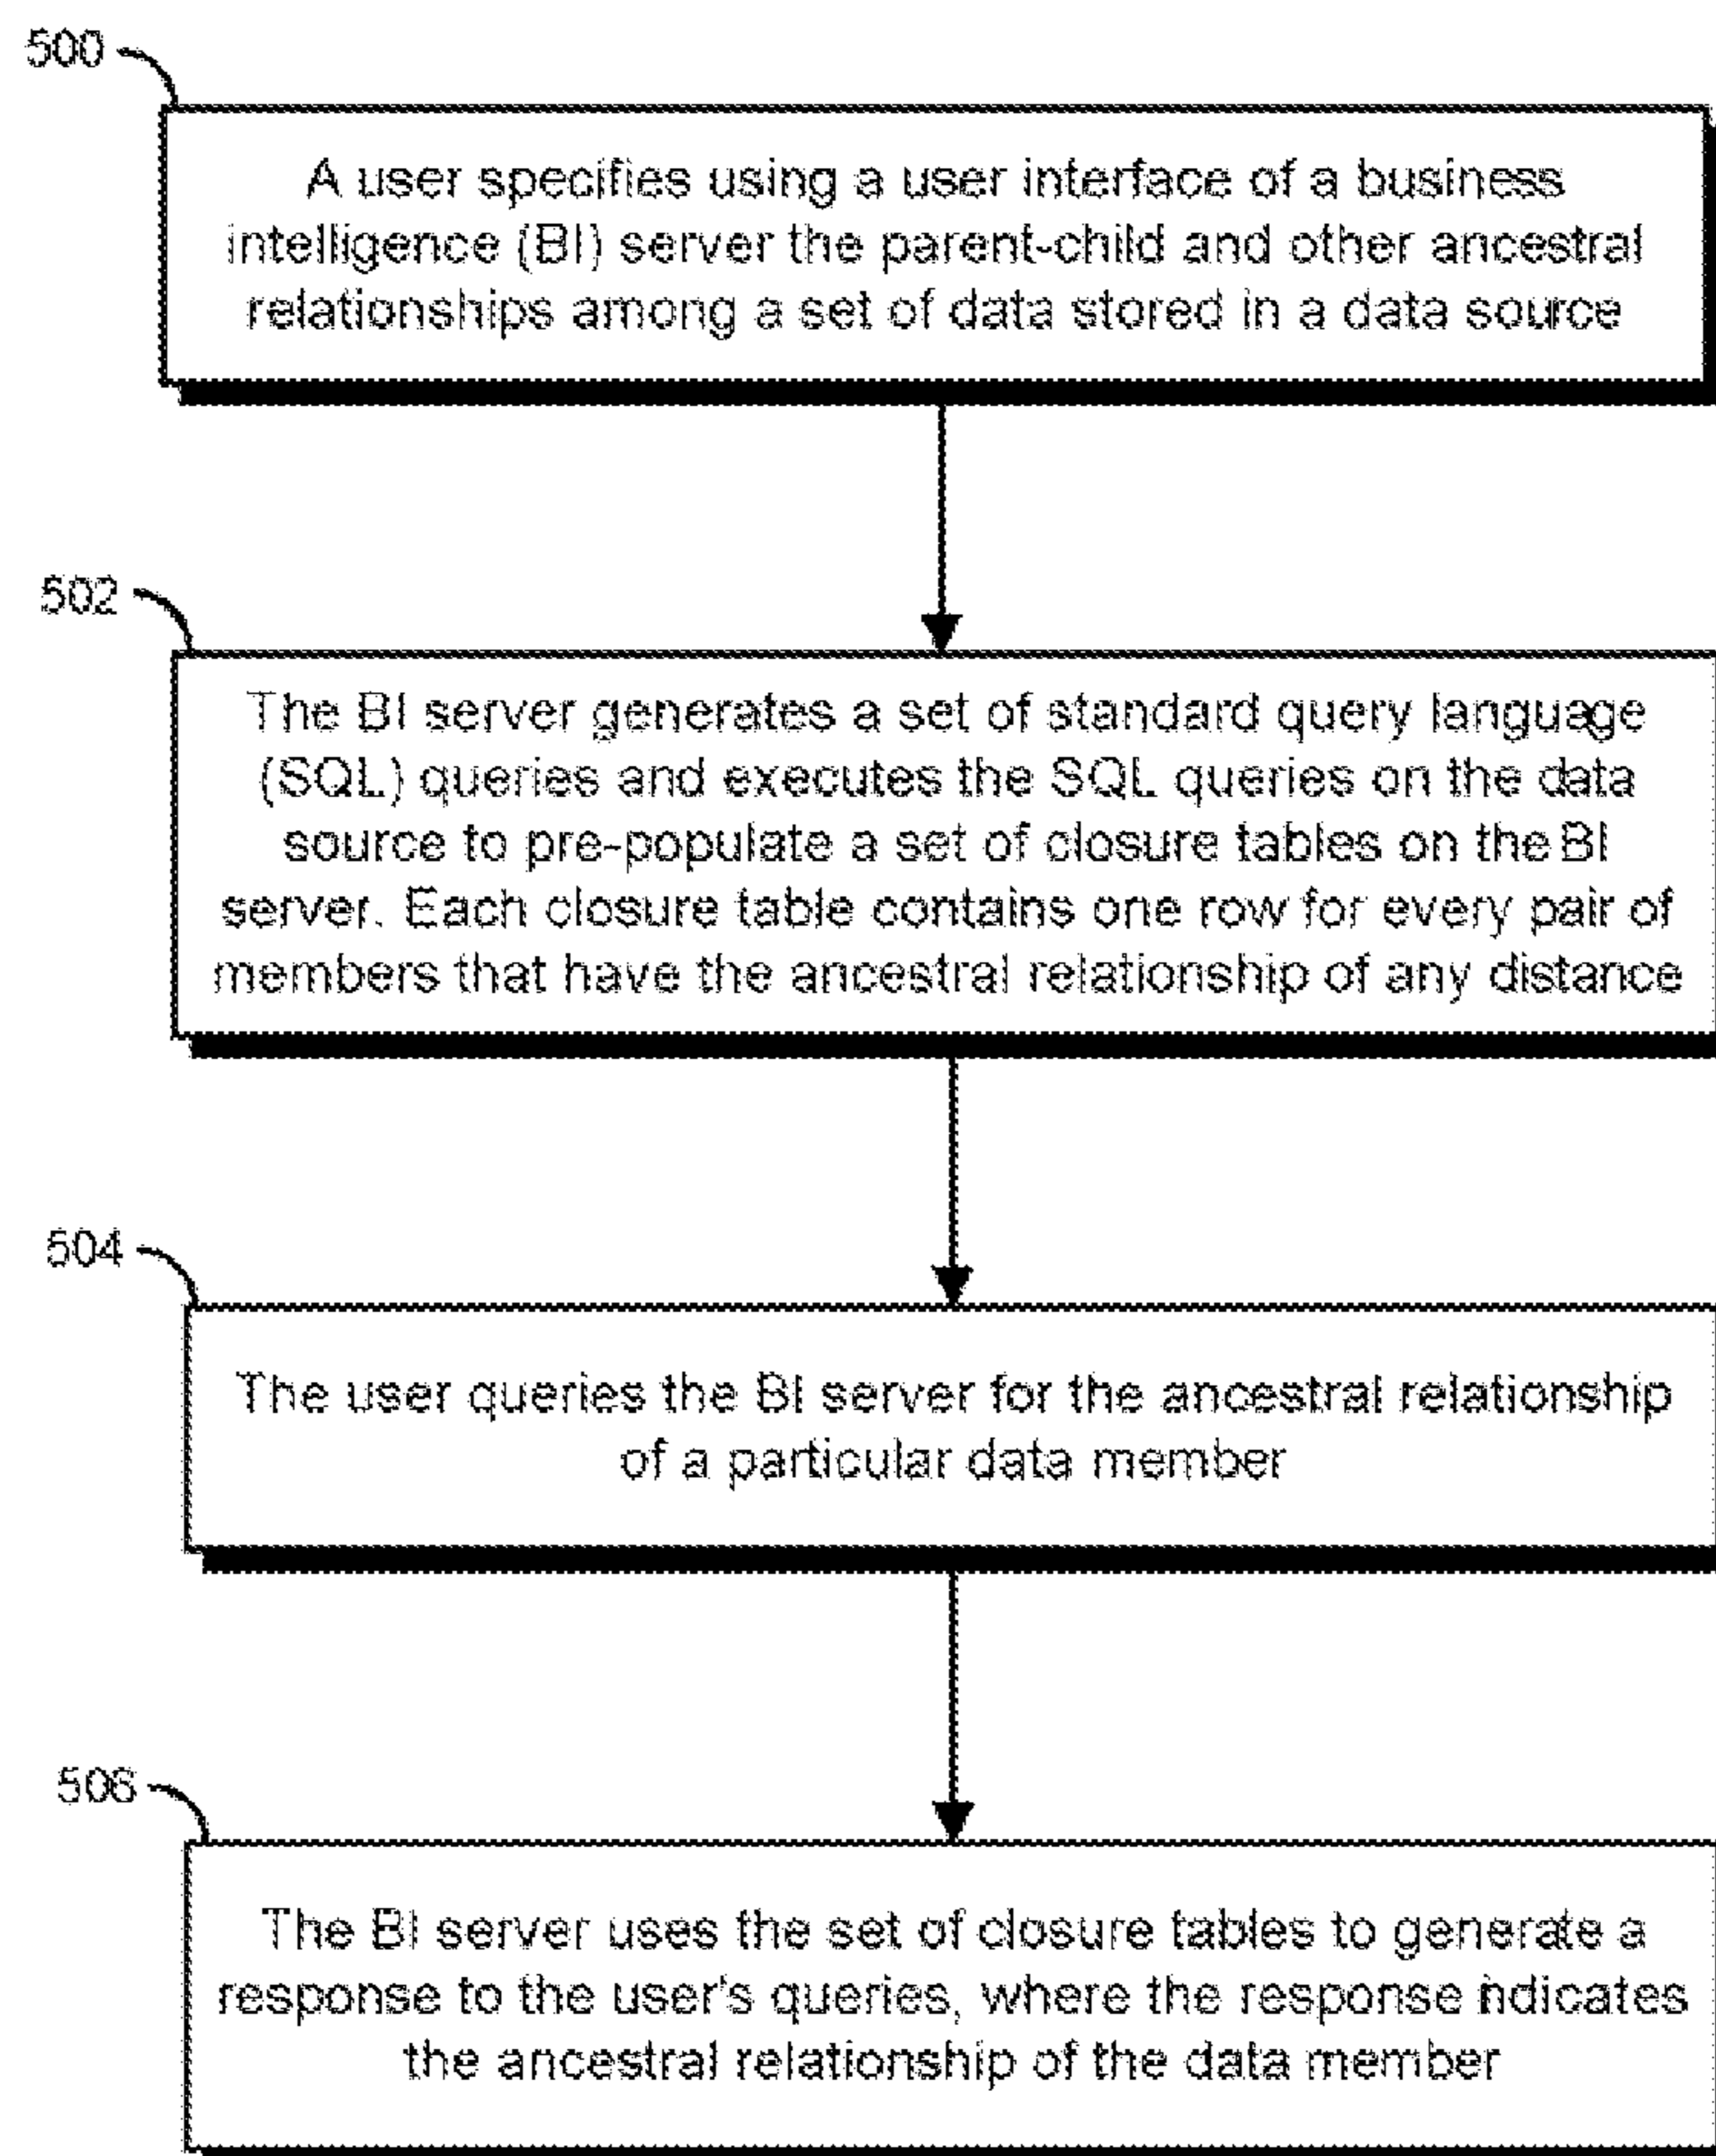 500
A user specifies using a user interface of a business
intelligence (BI) server the parent-child and other ancestral
relationships among a set of data stored in a data source
502
The BI server generates a set of standard query language
(SQL) queries and executes the SQL queries on the data
source to pre-populate a set of closure tables on the BI
server. Each closure table contains one row for every pair of
members that have the ancestral relationship of any distance
504
The user queries the BI server for the ancestral relationship
of a particular data member
506
The BI server uses the set of closure tables to generate a
response to the user's queries, where the response indicates
the ancestral relationship of the data member